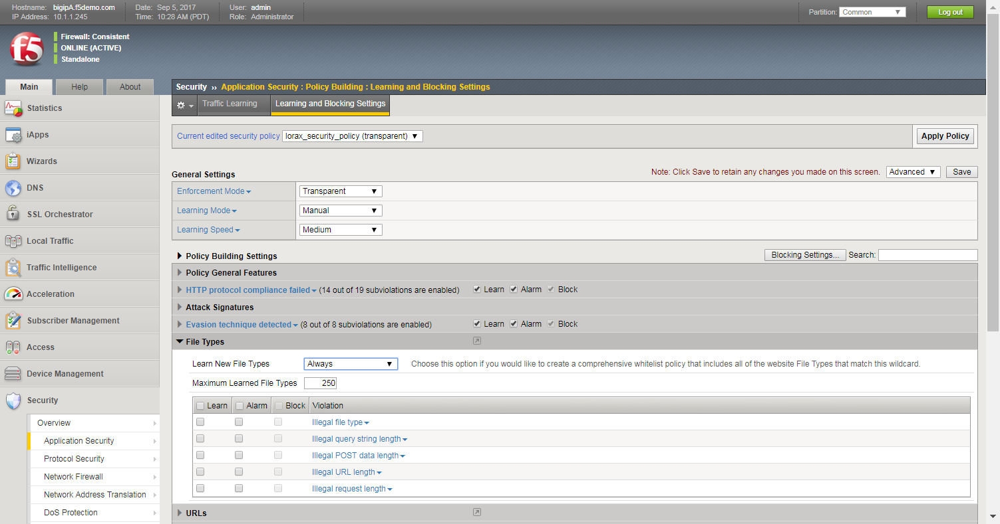 Hostname: bigipA.f5demo.com Date: Sep 5, 2017 User: admin
IP Address: 10.1.1.245 Time: 10:28 AM (PDT) Role: Administrator
Partition: Common Log out
f5
Firewall: Consistent
ONLINE (ACTIVE)
Standalone
Main Help About
Statistics
iApps
Wizards
DNS
SSL Orchestrator
Local Traffic
Traffic Intelligence
Acceleration
Subscriber Management
Access
Device Management
Security
Overview
Application Security
Protocol Security
Network Firewall
Network Address Translation
DoS Protection
Security ›› Application Security : Policy Building : Learning and Blocking Settings
Traffic Learning Learning and Blocking Settings
Current edited security policy lorax_security_policy (transparent) Apply Policy
General Settings Note: Click Save to retain any changes you made on this screen. Advanced Save
Enforcement Mode Transparent
Learning Mode Manual
Learning Speed Medium
Policy Building Settings Blocking Settings... Search:
Policy General Features
HTTP protocol compliance failed (14 out of 19 subviolations are enabled) Learn Alarm Block
Attack Signatures
Evasion technique detected (8 out of 8 subviolations are enabled) Learn Alarm Block
File Types
Learn New File Types Always Choose this option if you would like to create a comprehensive whitelist policy that includes all of the website File Types that match this wildcard.
Maximum Learned File Types 250
Learn Alarm Block Violation
Illegal file type
Illegal query string length
Illegal POST data length
Illegal URL length
Illegal request length
URLs